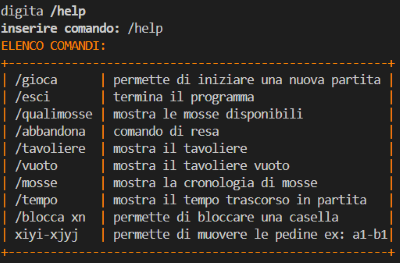 digita /help
inserire comando: /help
ELENCO COMANDI:
+--------------------------------------------------+
| /gioca | permette di iniziare una nuova partita |
| /esci | termina il programma |
| /qualimosse | mostra le mosse disponibili |
| /abbandona | comando di resa |
| /tavoliere | mostra il tavoliere |
| /vuoto | mostra il tavoliere vuoto |
| /mosse | mostra la cronologia di mosse |
| /tempo | mostra il tempo trascorso in partita |
| /blocca xn | permette di bloccare una casella |
| xiyi-xjyj | permette di muovere le pedine ex: a1-b1|
+--------------------------------------------------+